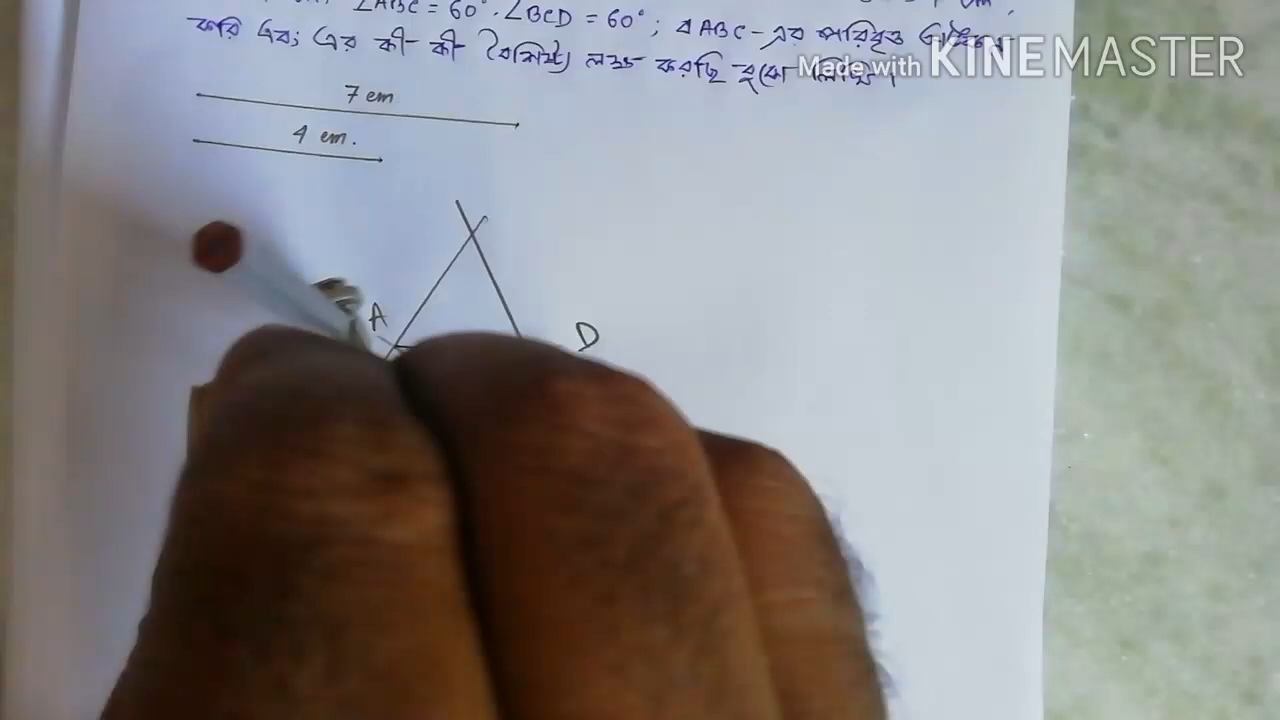 ∠ABC = 60°. ∠BCD = 60°; ΔABC-এর পরিবৃত্ত
করি এবং এর কী-কী বৈশিষ্ট্য লক্ষ করছি বুঝে লিখি।
Made with KINEMASTER
7 cm
4 cm.
A
D